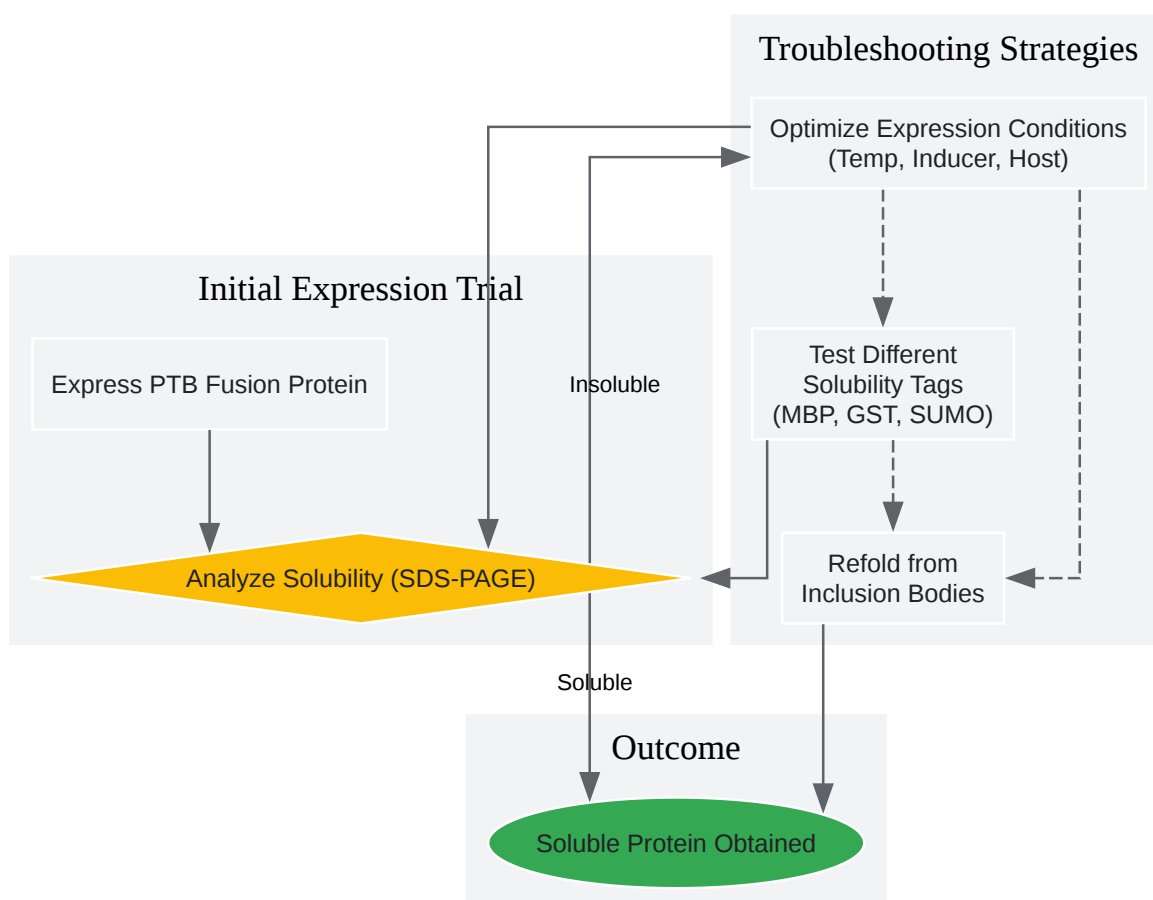 Troubleshooting Strategies
Optimize Expression Conditions
(Temp, Inducer, Host)
Initial Expression Trial
Express PTB Fusion Protein
Insoluble
Test Different
Solubility Tags
(MBP, GST, SUMO)
Analyze Solubility (SDS-PAGE)
Refold from
Inclusion Bodies
Soluble
Outcome
Soluble Protein Obtained